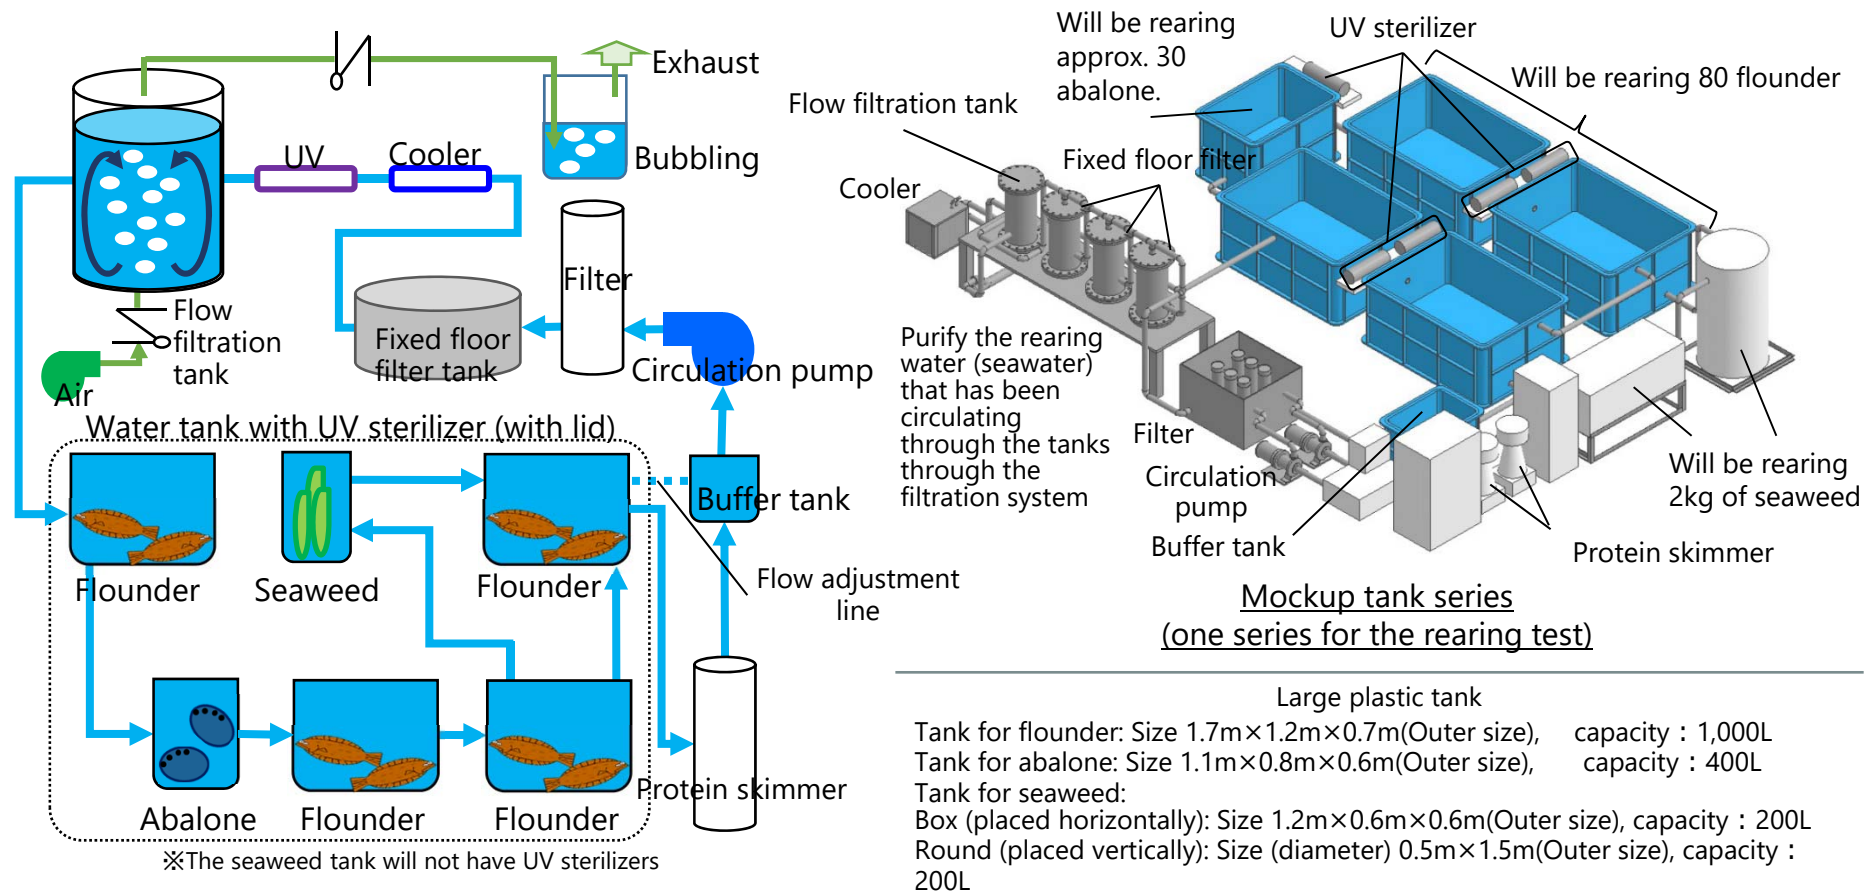 Exhaust
UV
Cooler
Bubbling
Filter
Flow
filtration
tank
Fixed floor
filter tank
Air
Circulation pump
Water tank with UV sterilizer (with lid)
Buffer tank
Flounder
Seaweed
Flounder
Flow adjustment
line
Abalone
Flounder
Flounder
Protein skimmer
※The seaweed tank will not have UV sterilizers
Will be rearing
approx. 30
abalone.
UV sterilizer
Will be rearing 80 flounder
Flow filtration tank
Fixed floor filter
Cooler
Purify the rearing
water (seawater)
that has been
circulating
through the tanks
through the
filtration system
Filter
Circulation
pump
Buffer tank
Will be rearing
2kg of seaweed
Protein skimmer
Mockup tank series
(one series for the rearing test)
Large plastic tank
Tank for flounder: Size 1.7m×1.2m×0.7m(Outer size), capacity：1,000L
Tank for abalone: Size 1.1m×0.8m×0.6m(Outer size), capacity：400L
Tank for seaweed:
Box (placed horizontally): Size 1.2m×0.6m×0.6m(Outer size), capacity：200L
Round (placed vertically): Size (diameter) 0.5m×1.5m(Outer size), capacity：
200L